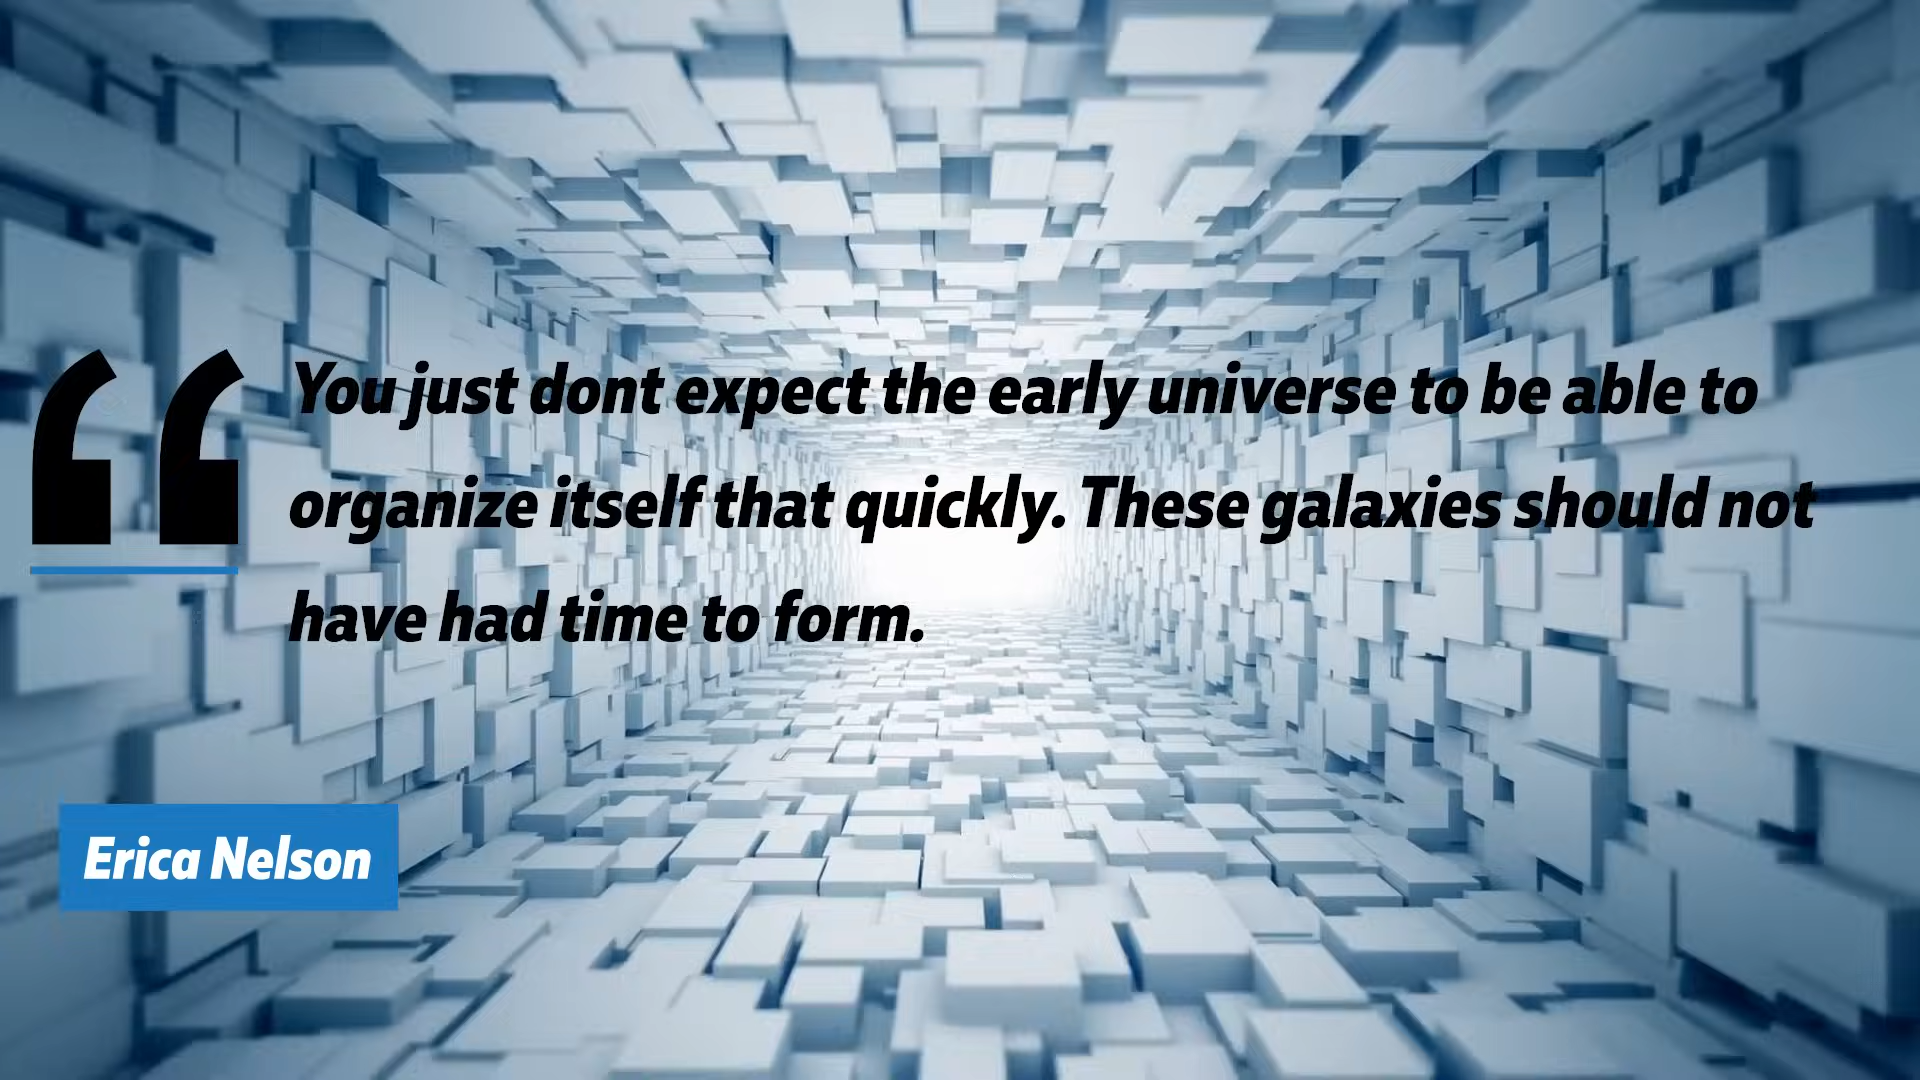 “
You just dont expect the early universe to be able to
organize itself that quickly. These galaxies should not
have had time to form.
Erica Nelson